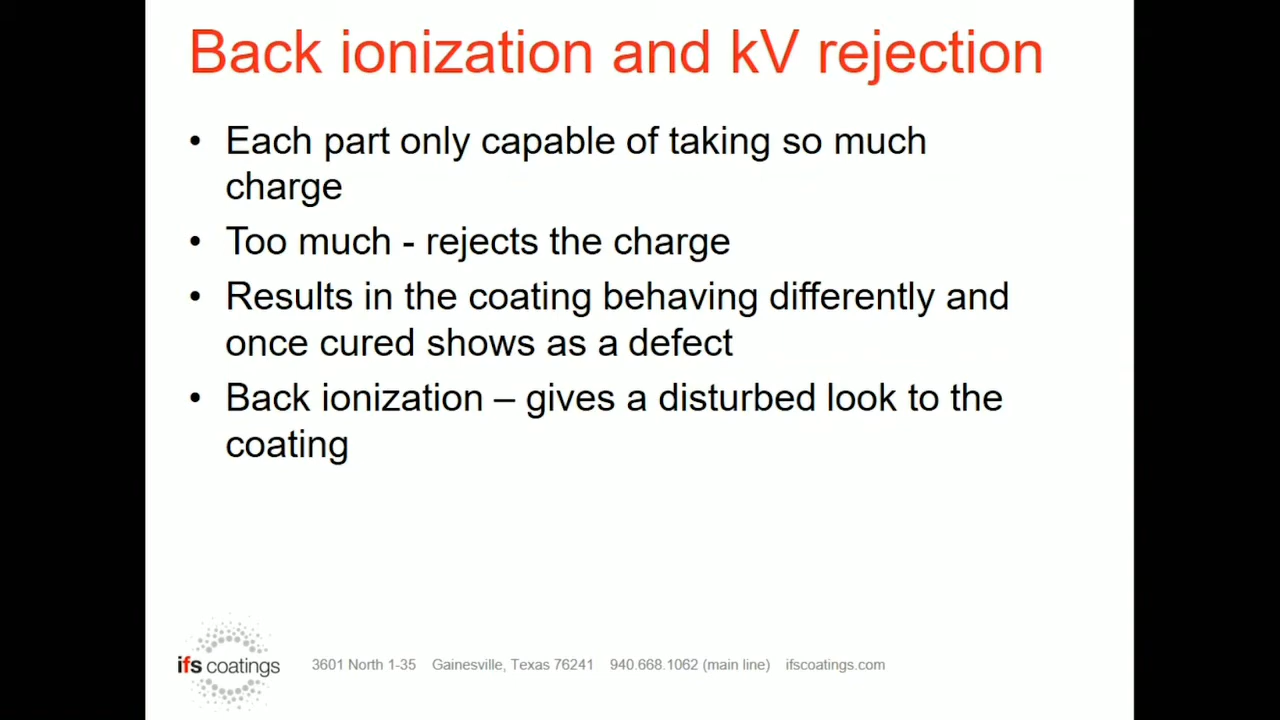 Back ionization and kV rejection
• Each part only capable of taking so much
charge
• Too much - rejects the charge
• Results in the coating behaving differently and
once cured shows as a defect
• Back ionization – gives a disturbed look to the
coating
ifs coatings
3601 North 1-35 Gainesville, Texas 76241 940.668.1062 (main line) ifscoatings.com